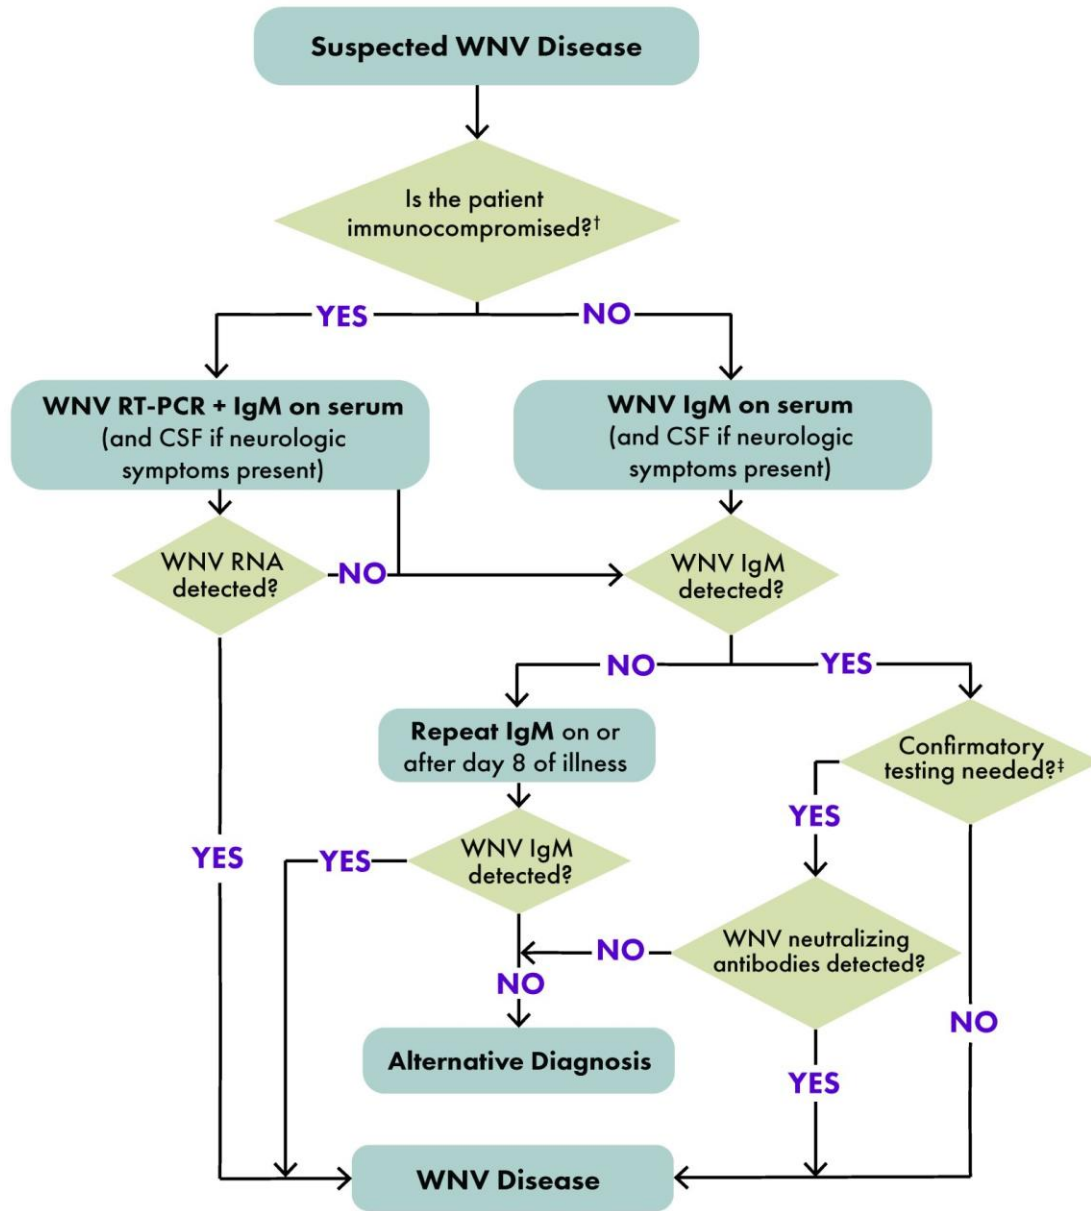 Suspected WNV Disease
Is the patient
immunocompromised?†
YES
NO
WNV RT-PCR + IgM on serum
(and CSF if neurologic
symptoms present)
WNV IgM on serum
(and CSF if neurologic
symptoms present)
WNV RNA
detected?
NO
WNV IgM
detected?
NO
YES
Repeat IgM on or
after day 8 of illness
Confirmatory
testing needed?‡
YES
YES
YES
WNV IgM
detected?
WNV neutralizing
antibodies detected?
NO
NO
NO
Alternative Diagnosis
YES
WNV Disease